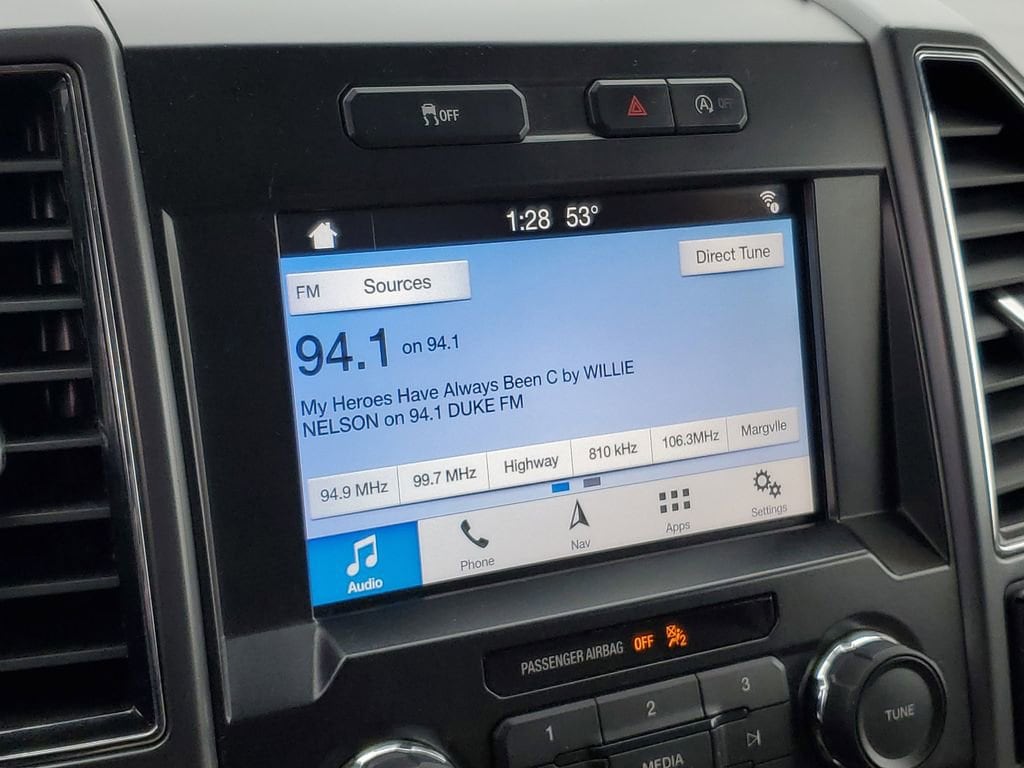 OFF
OFF
1:28 53°
FM Sources
Direct Tune
94.1 on 94.1
My Heroes Have Always Been C by WILLIE
NELSON on 94.1 DUKE FM
94.9 MHz 99.7 MHz Highway 810 kHz 106.3MHz Margvlle
Audio Phone Nav Apps Settings
PASSENGER AIRBAG OFF 2
1 2 3
MEDIA
TUNE